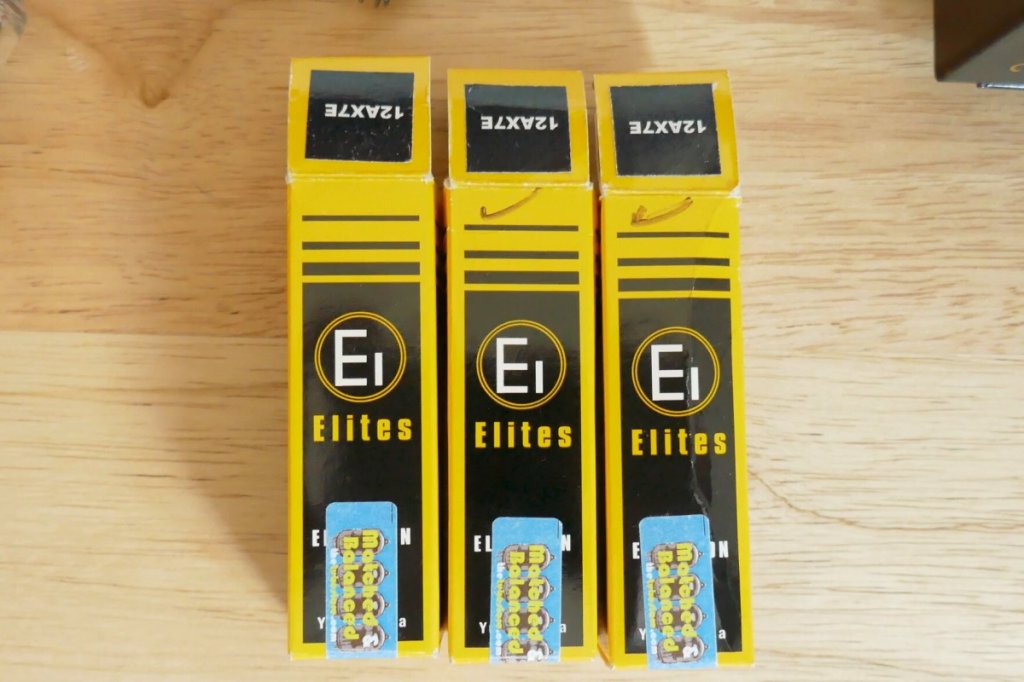 12AX7E
EI
Elites
Matched &
Balanced
12AX7E
EI
Elites
Matched &
Balanced
12AX7E
EI
Elites
Matched &
Balanced